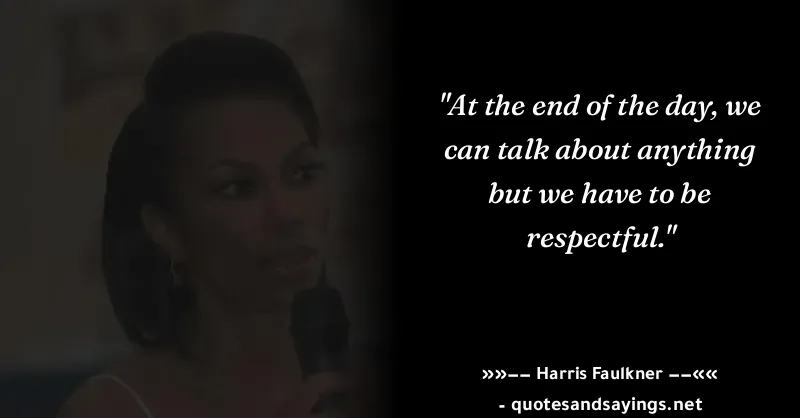 "At the end of the day, we
can talk about anything
but we have to be
respectful."
»»–– Harris Faulkner ––««
- quotesandsayings.net